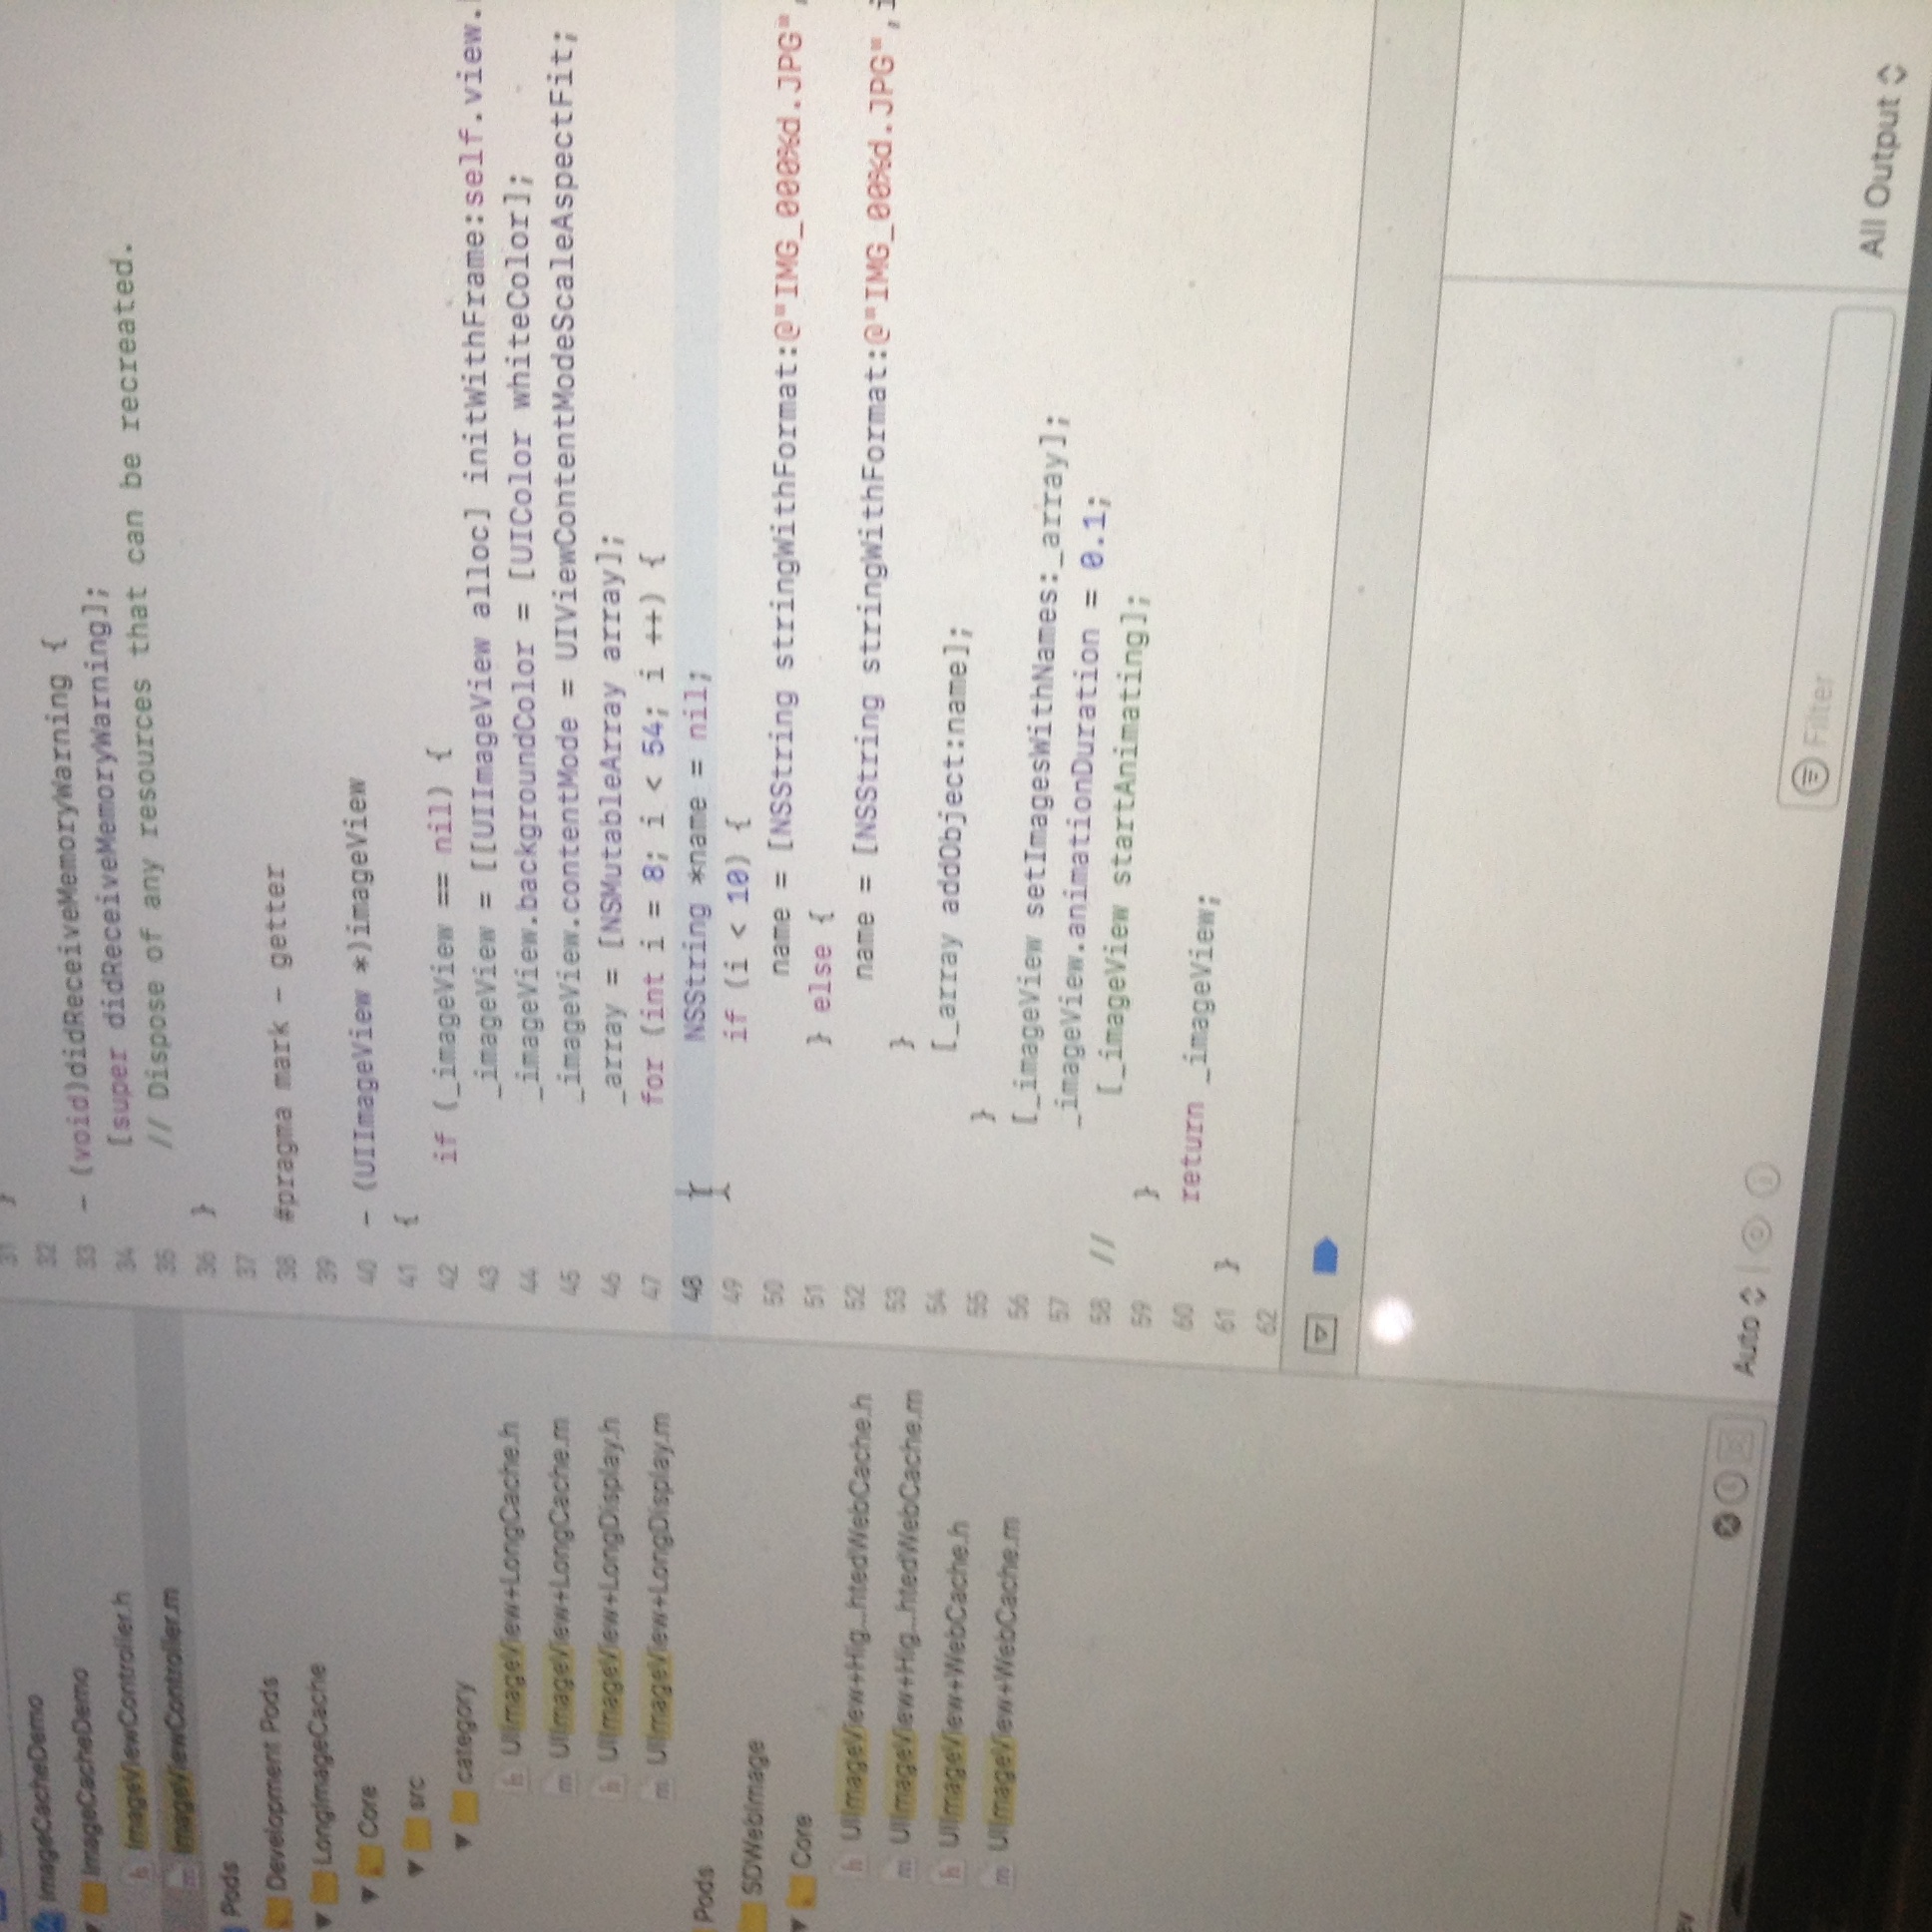 ImageCacheDemo
ImageCacheDemo
h ImageViewController.h
m ImageViewController.m
Pods
Development Pods
LongImageCache
Core
src
category
h UIImageView+LongCache.h
m UIImageView+LongCache.m
h UIImageView+LongDisplay.h
m UIImageView+LongDisplay.m
Pods
SDWebImage
Core
h UIImageView+Hig...htedWebCache.h
m UIImageView+Hig...htedWebCache.m
h UIImageView+WebCache.h
m UIImageView+WebCache.m
31 }
32
33 - (void)didReceiveMemoryWarning {
34 [super didReceiveMemoryWarning];
35 // Dispose of any resources that can be recreated.
36 }
37
38 #pragma mark - getter
39
40 - (UIImageView *)imageView
41 {
42 if (_imageView == nil) {
43 _imageView = [[UIImageView alloc] initWithFrame:self.view.
44 _imageView.backgroundColor = [UIColor whiteColor];
45 _imageView.contentMode = UIViewContentModeScaleAspectFit;
46 _array = [NSMutableArray array];
47 for (int i = 8; i < 54; i ++) {
48 NSString *name = nil;
49 if (i < 10) {
50 name = [NSString stringWithFormat:@"IMG_000%d.JPG",
51 } else {
52 name = [NSString stringWithFormat:@"IMG_00%d.JPG",i
53 }
54 [_array addObject:name];
55 }
56 [_imageView setImagesWithNames:_array];
57 _imageView.animationDuration = 0.1;
58 // [_imageView startAnimating];
59 }
60 return _imageView;
61 }
62
Auto
Filter
All Output